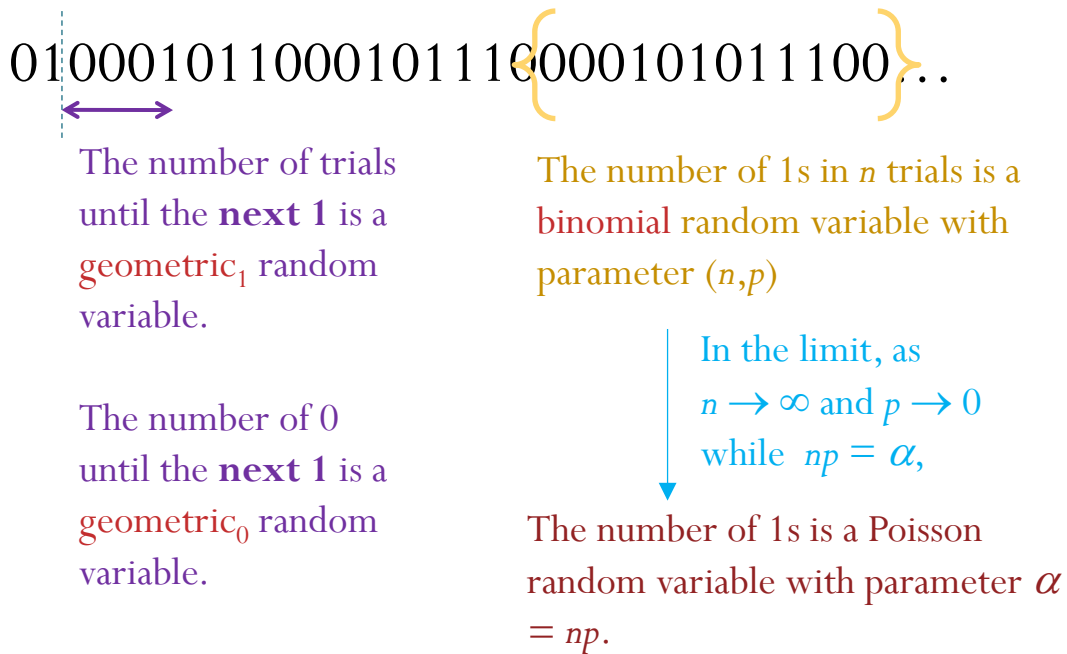 010001011000101110{000101011100}...
The number of trials
until the next 1 is a
geometric₁ random
variable.
The number of 0
until the next 1 is a
geometric₀ random
variable.
The number of 1s in n trials is a
binomial random variable with
parameter (n,p)
In the limit, as
n → ∞ and p → 0
while np = α,
The number of 1s is a Poisson
random variable with parameter α
= np.